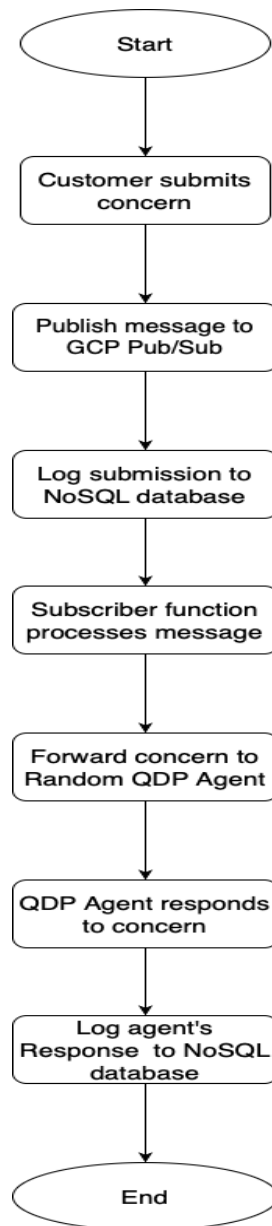 Start
Customer submits
concern
Publish message to
GCP Pub/Sub
Log submission to
NoSQL database
Subscriber function
processes message
Forward concern to
Random QDP Agent
QDP Agent responds
to concern
Log agent's
Response  to NoSQL
database
End